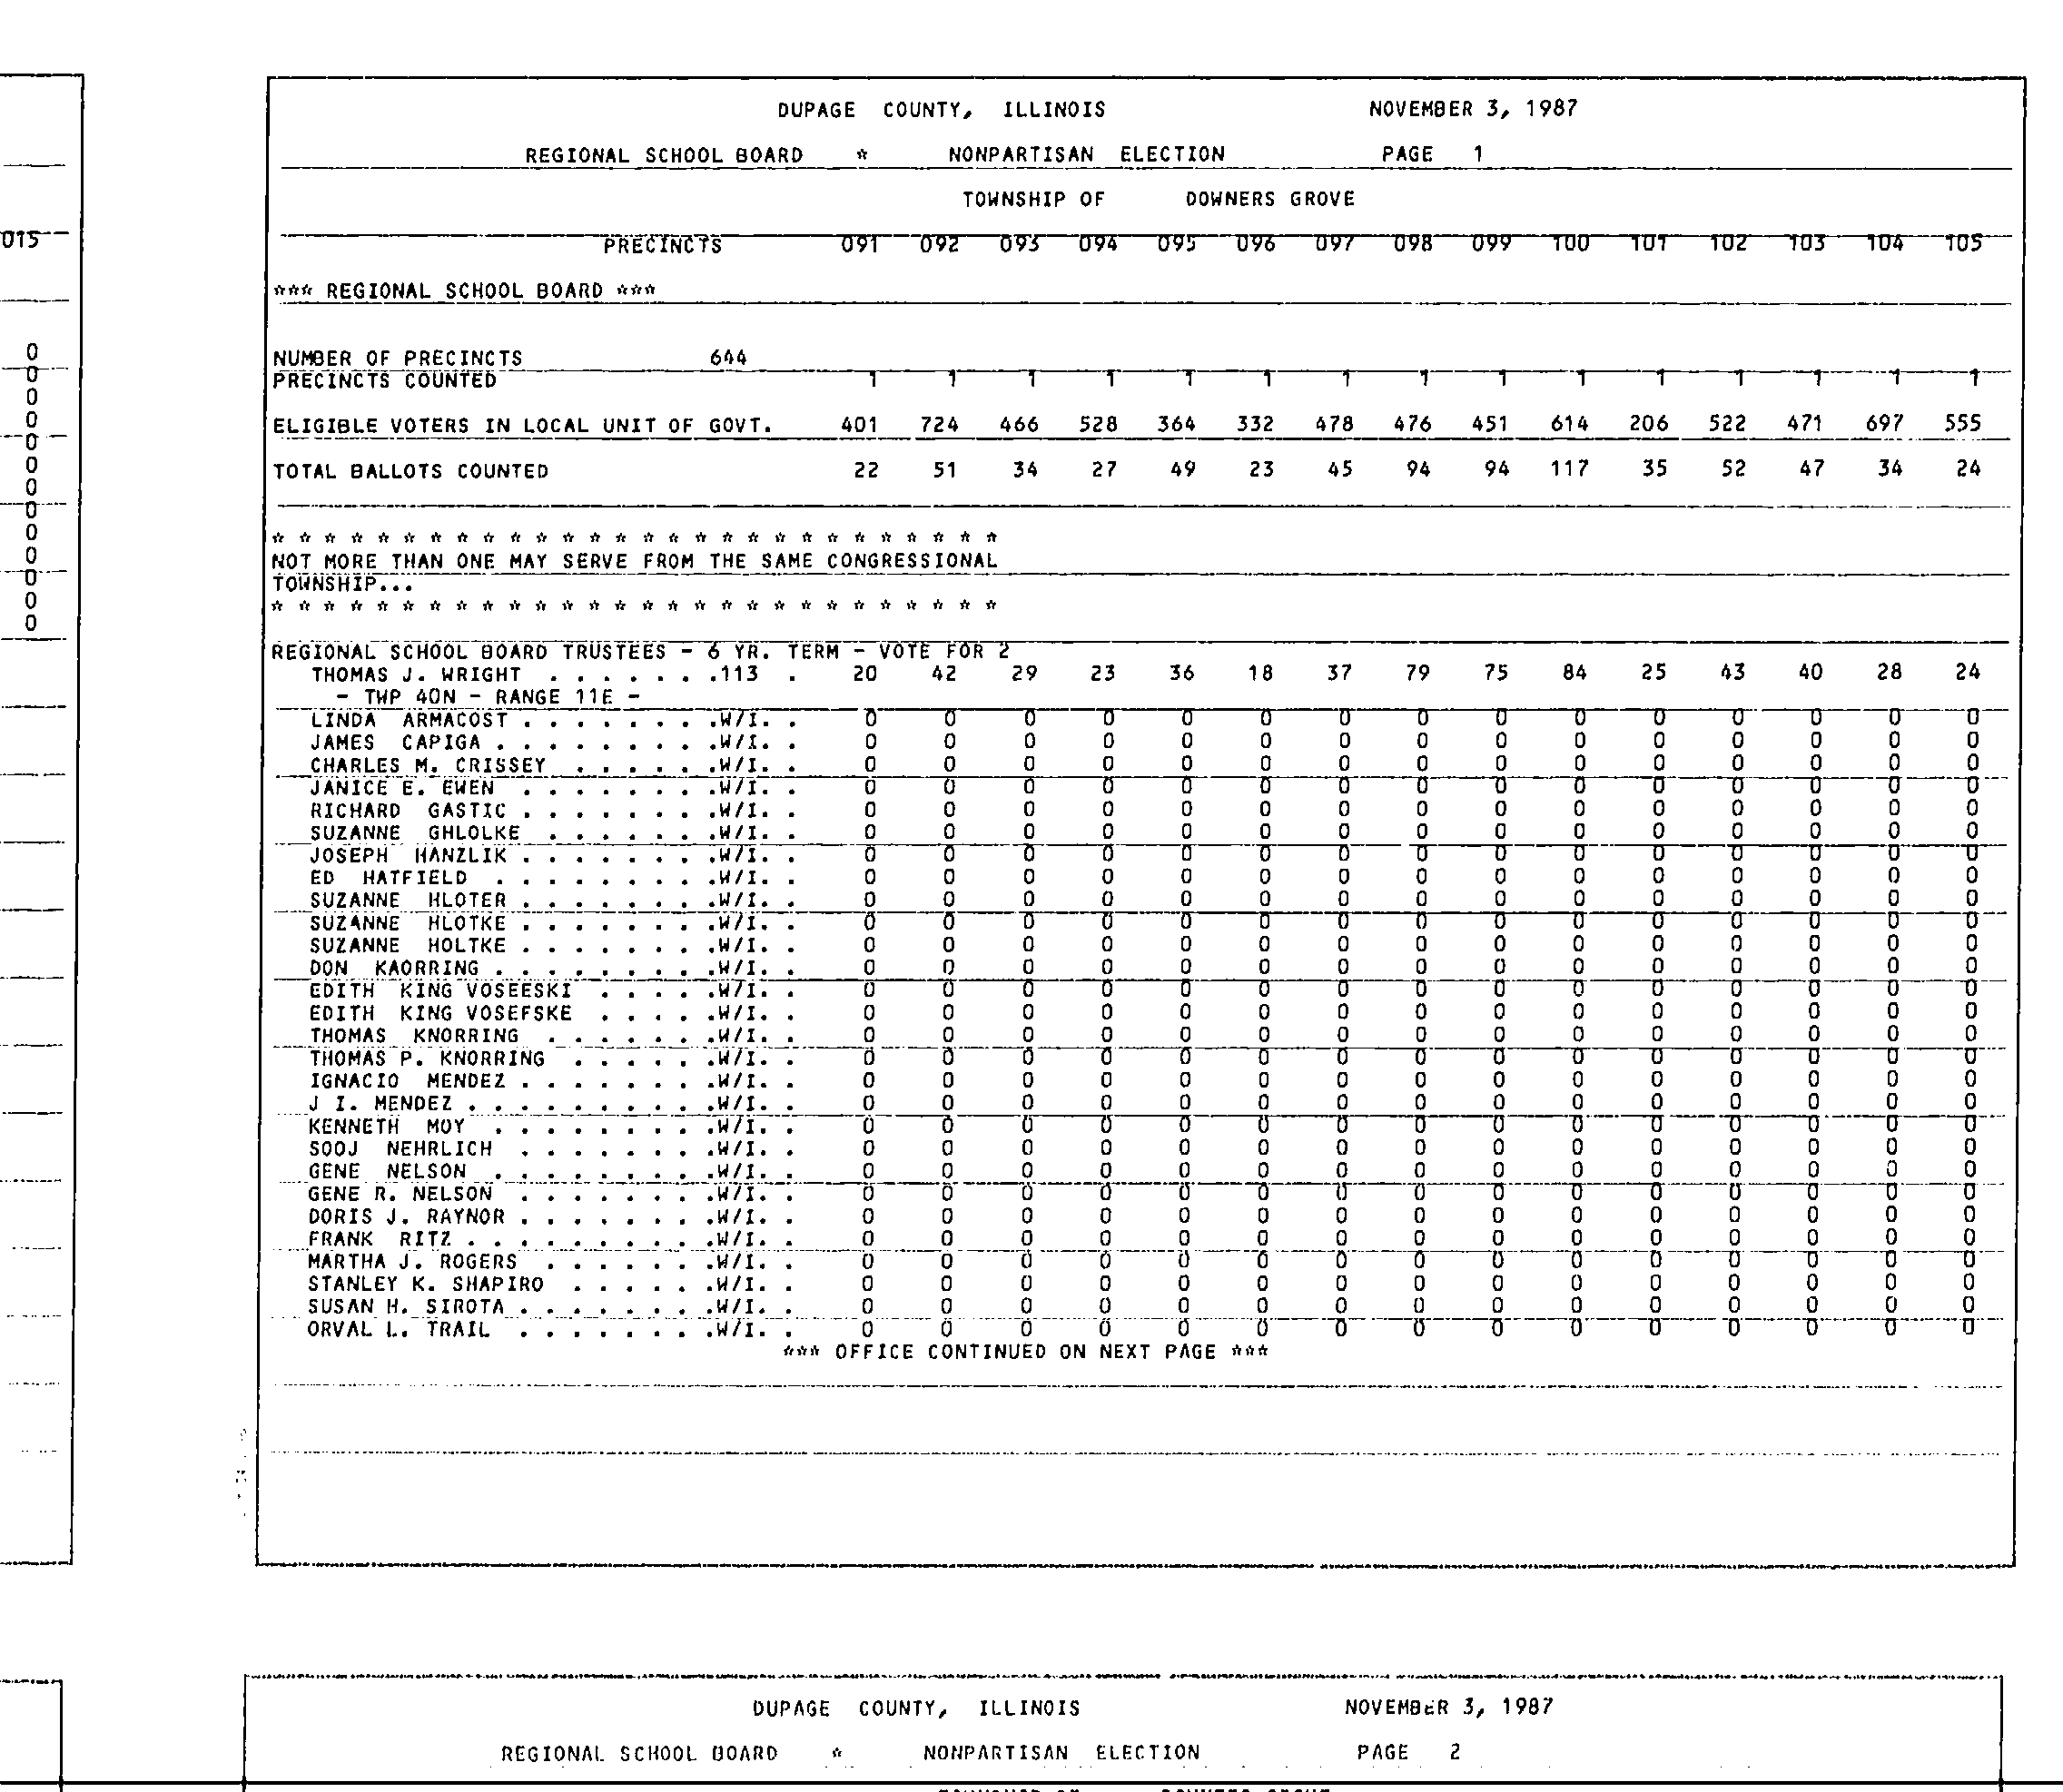 015
0
0
0
0
0
0
0
0
0
0
0
0
0
DUPAGE COUNTY, ILLINOIS NOVEMBER 3, 1987
REGIONAL SCHOOL BOARD * NONPARTISAN ELECTION PAGE 1
TOWNSHIP OF DOWNERS GROVE
PRECINCTS 091 092 093 094 095 096 097 098 099 100 101 102 103 104 105
*** REGIONAL SCHOOL BOARD ***
NUMBER OF PRECINCTS 644
PRECINCTS COUNTED 1 1 1 1 1 1 1 1 1 1 1 1 1 1 1
ELIGIBLE VOTERS IN LOCAL UNIT OF GOVT. 401 724 466 528 364 332 478 476 451 614 206 522 471 697 555
TOTAL BALLOTS COUNTED 22 51 34 27 49 23 45 94 94 117 35 52 47 34 24
* * * * * * * * * * * * * * * * * * * * * * * * * * * *
NOT MORE THAN ONE MAY SERVE FROM THE SAME CONGRESSIONAL
TOWNSHIP...
* * * * * * * * * * * * * * * * * * * * * * * * * * * *
REGIONAL SCHOOL BOARD TRUSTEES - 6 YR. TERM - VOTE FOR 2
THOMAS J. WRIGHT . . . . . . .113 . 20 42 29 23 36 18 37 79 75 84 25 43 40 28 24
- TWP 40N - RANGE 11E -
LINDA ARMACOST . . . . . . . .W/I. . 0 0 0 0 0 0 0 0 0 0 0 0 0 0 0
JAMES CAPIGA . . . . . . . . .W/I. . 0 0 0 0 0 0 0 0 0 0 0 0 0 0 0
CHARLES M. CRISSEY . . . . . .W/I. . 0 0 0 0 0 0 0 0 0 0 0 0 0 0 0
JANICE E. EWEN . . . . . . . .W/I. . 0 0 0 0 0 0 0 0 0 0 0 0 0 0 0
RICHARD GASTIC . . . . . . . .W/I. . 0 0 0 0 0 0 0 0 0 0 0 0 0 0 0
SUZANNE GHLOLKE . . . . . . .W/I. . 0 0 0 0 0 0 0 0 0 0 0 0 0 0 0
JOSEPH HANZLIK . . . . . . . .W/I. . 0 0 0 0 0 0 0 0 0 0 0 0 0 0 0
ED HATFIELD . . . . . . . . .W/I. . 0 0 0 0 0 0 0 0 0 0 0 0 0 0 0
SUZANNE HLOTER . . . . . . . .W/I. . 0 0 0 0 0 0 0 0 0 0 0 0 0 0 0
SUZANNE HLOTKE . . . . . . . .W/I. . 0 0 0 0 0 0 0 0 0 0 0 0 0 0 0
SUZANNE HOLTKE . . . . . . . .W/I. . 0 0 0 0 0 0 0 0 0 0 0 0 0 0 0
DON KAORRING . . . . . . . . .W/I. . 0 0 0 0 0 0 0 0 0 0 0 0 0 0 0
EDITH KING VOSEESKI . . . . .W/I. . 0 0 0 0 0 0 0 0 0 0 0 0 0 0 0
EDITH KING VOSEFSKE . . . . .W/I. . 0 0 0 0 0 0 0 0 0 0 0 0 0 0 0
THOMAS KNORRING . . . . . . .W/I. . 0 0 0 0 0 0 0 0 0 0 0 0 0 0 0
THOMAS P. KNORRING . . . . . .W/I. . 0 0 0 0 0 0 0 0 0 0 0 0 0 0 0
IGNACIO MENDEZ . . . . . . . .W/I. . 0 0 0 0 0 0 0 0 0 0 0 0 0 0 0
J I. MENDEZ . . . . . . . . . .W/I. . 0 0 0 0 0 0 0 0 0 0 0 0 0 0 0
KENNETH MOY . . . . . . . . .W/I. . 0 0 0 0 0 0 0 0 0 0 0 0 0 0 0
SOOJ NEHRLICH . . . . . . . .W/I. . 0 0 0 0 0 0 0 0 0 0 0 0 0 0 0
GENE NELSON . . . . . . . . .W/I. . 0 0 0 0 0 0 0 0 0 0 0 0 0 0 0
GENE R. NELSON . . . . . . . .W/I. . 0 0 0 0 0 0 0 0 0 0 0 0 0 0 0
DORIS J. RAYNOR . . . . . . . .W/I. . 0 0 0 0 0 0 0 0 0 0 0 0 0 0 0
FRANK RITZ . . . . . . . . . .W/I. . 0 0 0 0 0 0 0 0 0 0 0 0 0 0 0
MARTHA J. ROGERS . . . . . . .W/I. . 0 0 0 0 0 0 0 0 0 0 0 0 0 0 0
STANLEY K. SHAPIRO . . . . . .W/I. . 0 0 0 0 0 0 0 0 0 0 0 0 0 0 0
SUSAN H. SIROTA . . . . . . . .W/I. . 0 0 0 0 0 0 0 0 0 0 0 0 0 0 0
ORVAL L. TRAIL . . . . . . . .W/I. . 0 0 0 0 0 0 0 0 0 0 0 0 0 0 0
*** OFFICE CONTINUED ON NEXT PAGE ***
DUPAGE COUNTY, ILLINOIS NOVEMBER 3, 1987
REGIONAL SCHOOL BOARD * NONPARTISAN ELECTION PAGE 2